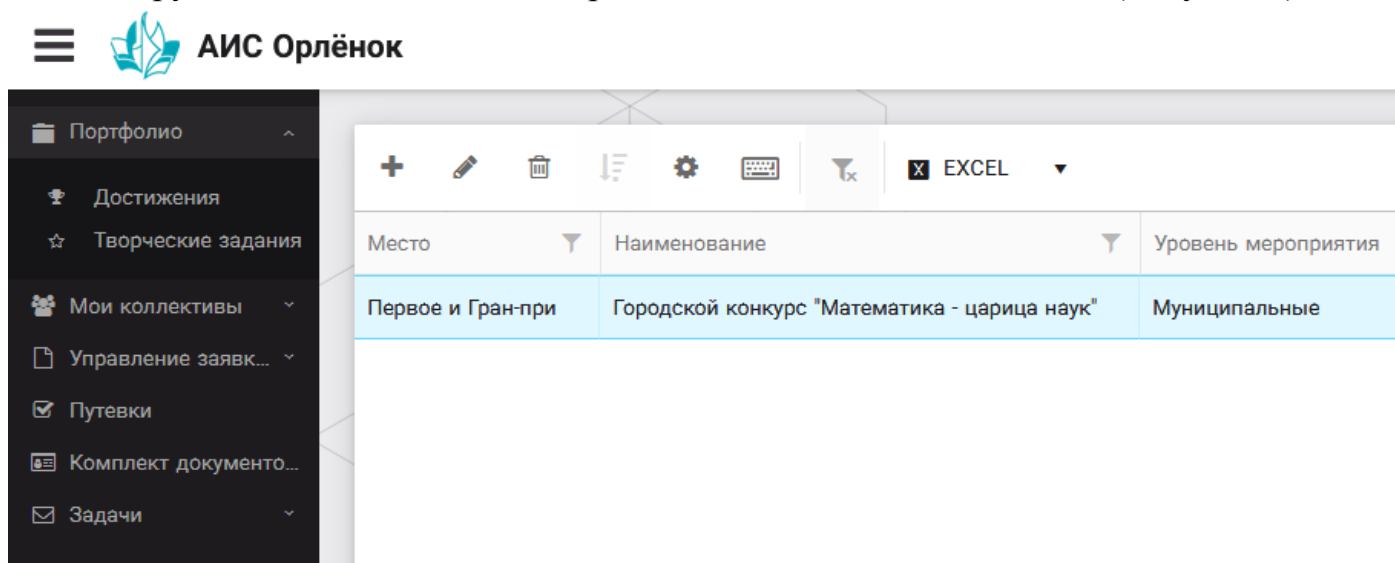 АИС Орлёнок
Портфолио
Достижения
Творческие задания
Мои коллективы
Управление заявк...
Путевки
Комплект документо...
Задачи
X EXCEL
Место Наименование Уровень мероприятия
Первое и Гран-при Городской конкурс "Математика - царица наук" Муниципальные